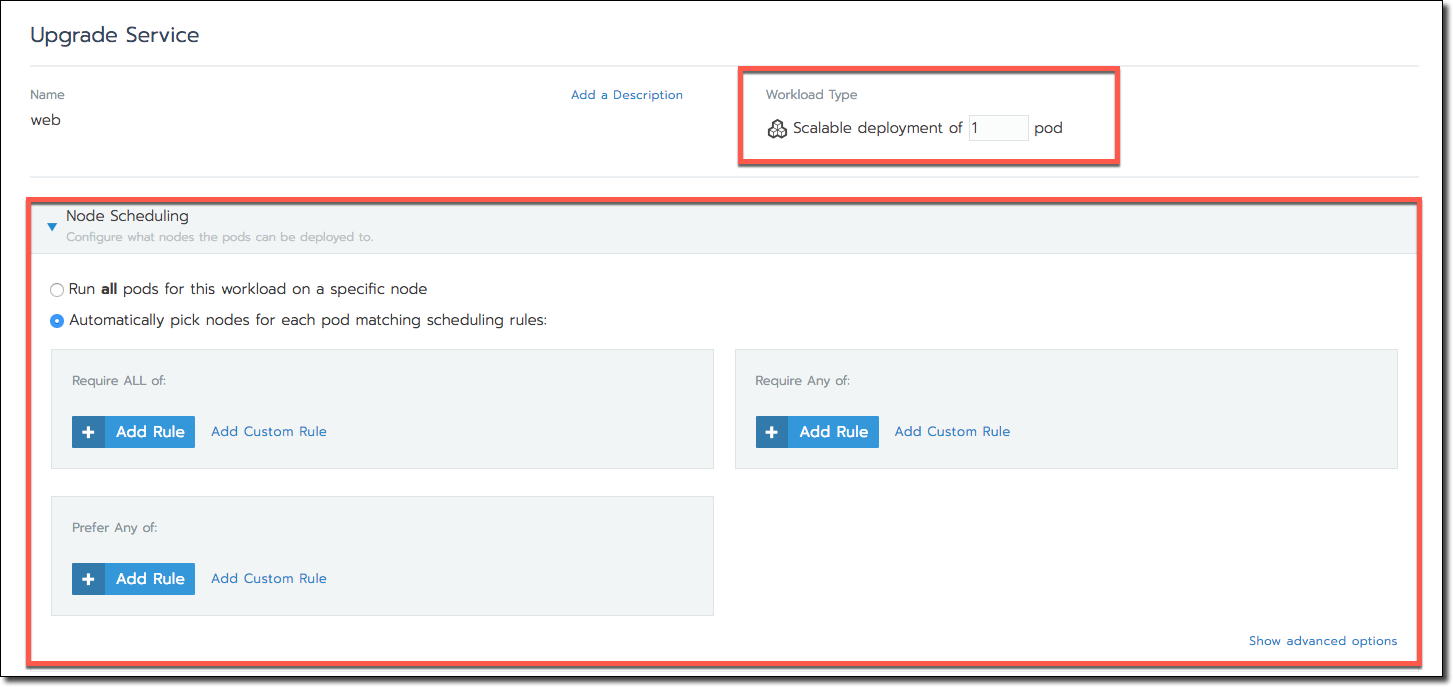 Upgrade Service
Name
Add a Description
Workload Type
web
Scalable deployment of 1 pod
Node Scheduling
Configure what nodes the pods can be deployed to.
Run all pods for this workload on a specific node
Automatically pick nodes for each pod matching scheduling rules:
Require ALL of:
Require Any of:
+ Add Rule Add Custom Rule
+ Add Rule Add Custom Rule
Prefer Any of:
+ Add Rule Add Custom Rule
Show advanced options